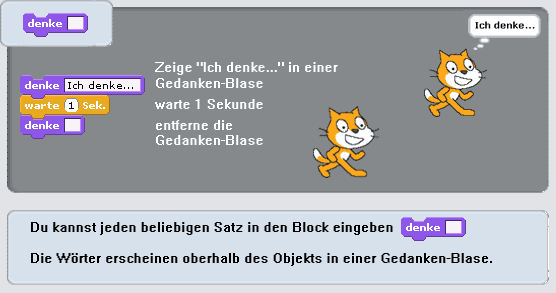 denke
Ich denke...
Zeige "Ich denke..." in einer
denke Ich denke... Gedanken-Blase
warte 1 Sek. warte 1 Sekunde
denke entferne die
Gedanken-Blase
Du kannst jeden beliebigen Satz in den Block eingeben denke
Die Wörter erscheinen oberhalb des Objekts in einer Gedanken-Blase.